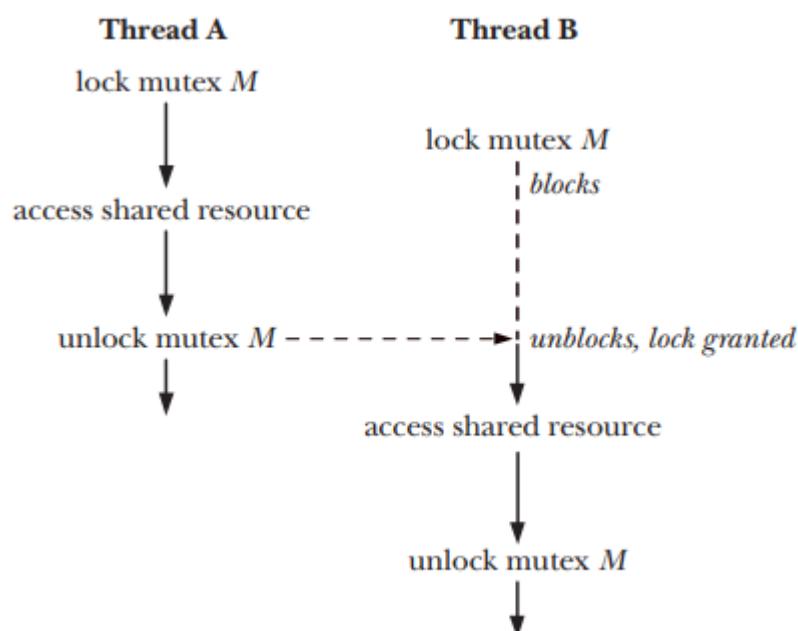 Thread A
Thread B
lock mutex M
lock mutex M
blocks
access shared resource
unlock mutex M
unblocks, lock granted
access shared resource
unlock mutex M